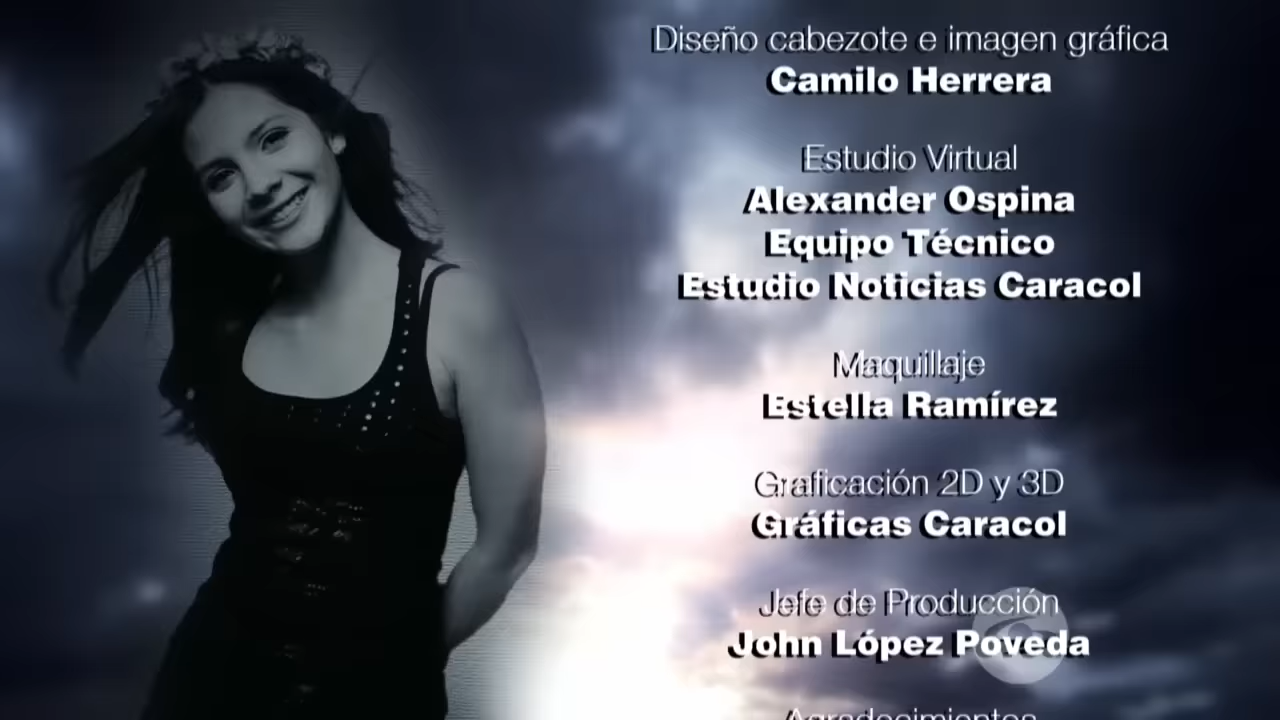 Diseño cabezote e imagen gráfica
Camilo Herrera
Estudio Virtual
Alexander Ospina
Equipo Técnico
Estudio Noticias Caracol
Maquillaje
Estella Ramírez
Graficación 2D y 3D
Gráficas Caracol
Jefe de Producción
John López Poveda
Agradecimientos